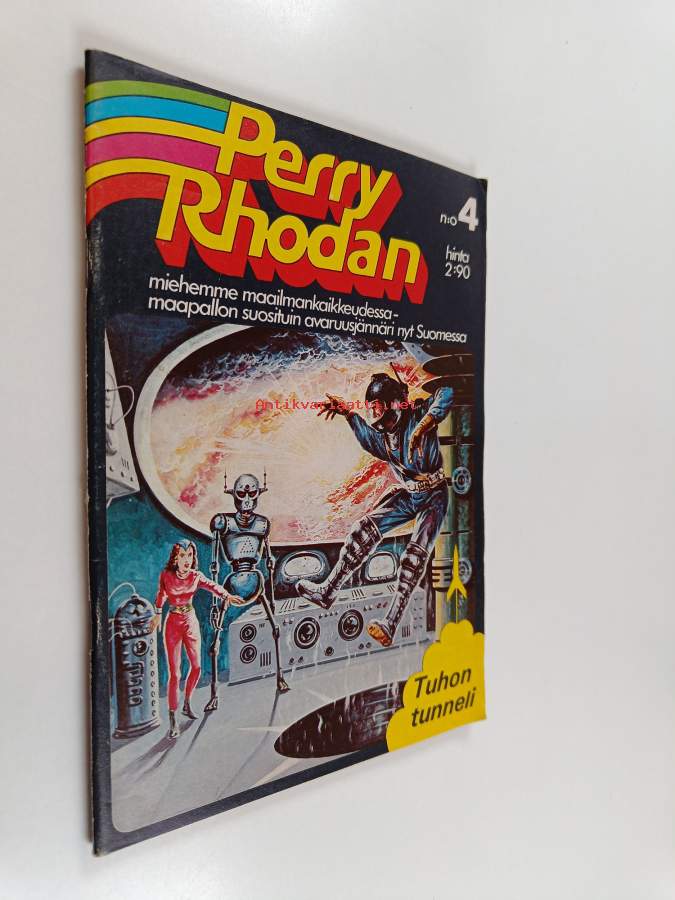 Perry
Rhodan
n:o 4
hinta
2:90
miehemme maailmankaikkeudessa–
maapallon suosituin avaruusjännäri nyt Suomessa
Antikvariaatti.net
Tuhon
tunneli